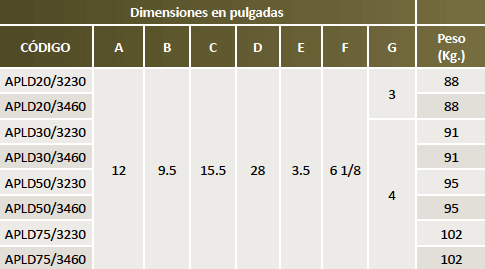 Dimensiones en pulgadas
CÓDIGO A B C D E F G Peso (Kg.)
APLD20/3230 88
APLD20/3460 3 88
APLD30/3230 91
APLD30/3460 91
12 9.5 15.5 28 3.5 6 1/8
APLD50/3230 95
APLD50/3460 4 95
APLD75/3230 102
APLD75/3460 102